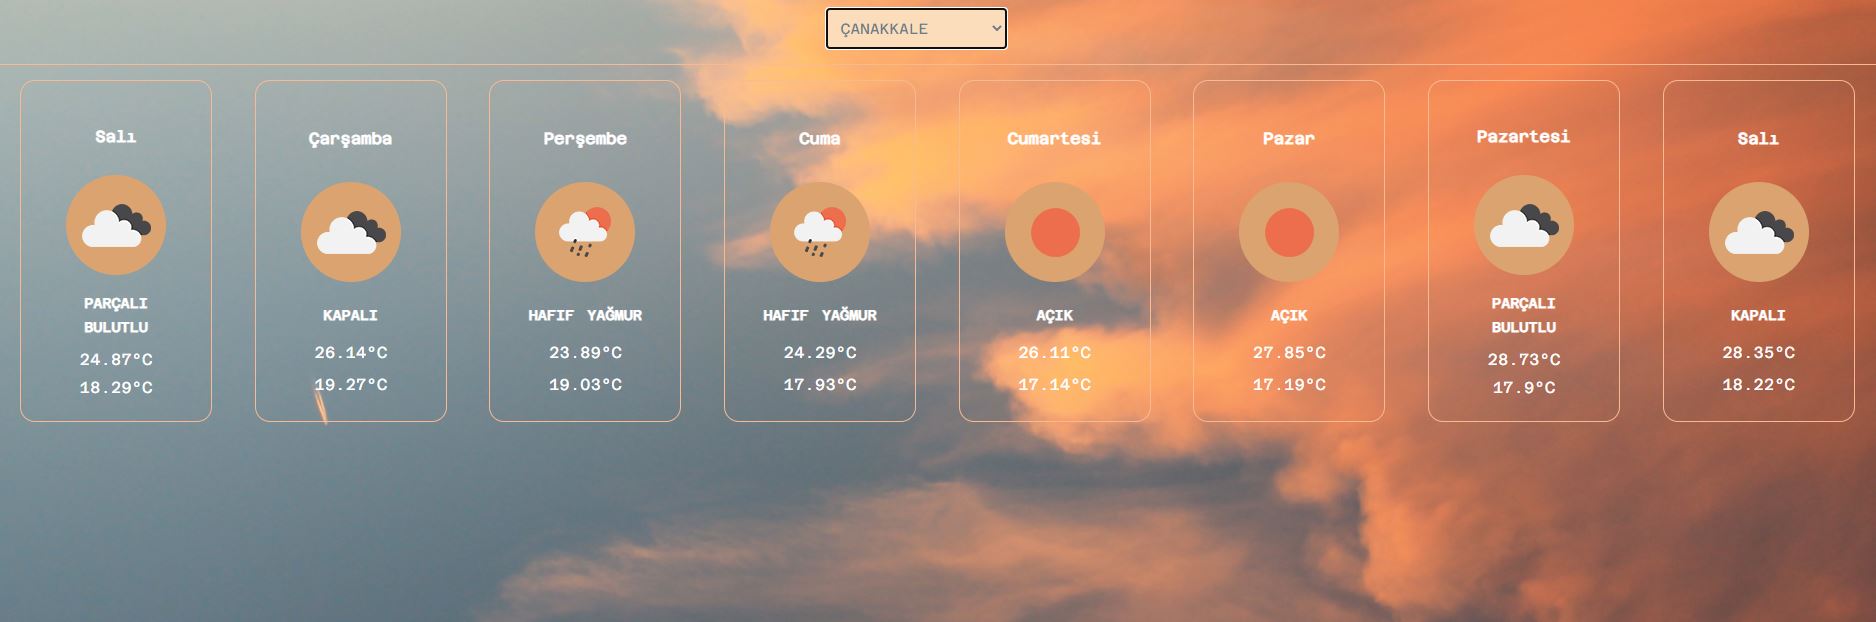 ÇANAKKALE
Salı
PARÇALI
BULUTLU
24.87°C
18.29°C
Çarşamba
KAPALI
26.14°C
19.27°C
Perşembe
HAFIF YAĞMUR
23.89°C
19.03°C
Cuma
HAFIF YAĞMUR
24.29°C
17.93°C
Cumartesi
AÇIK
26.11°C
17.14°C
Pazar
AÇIK
27.85°C
17.19°C
Pazartesi
PARÇALI
BULUTLU
28.73°C
17.9°C
Salı
KAPALI
28.35°C
18.22°C